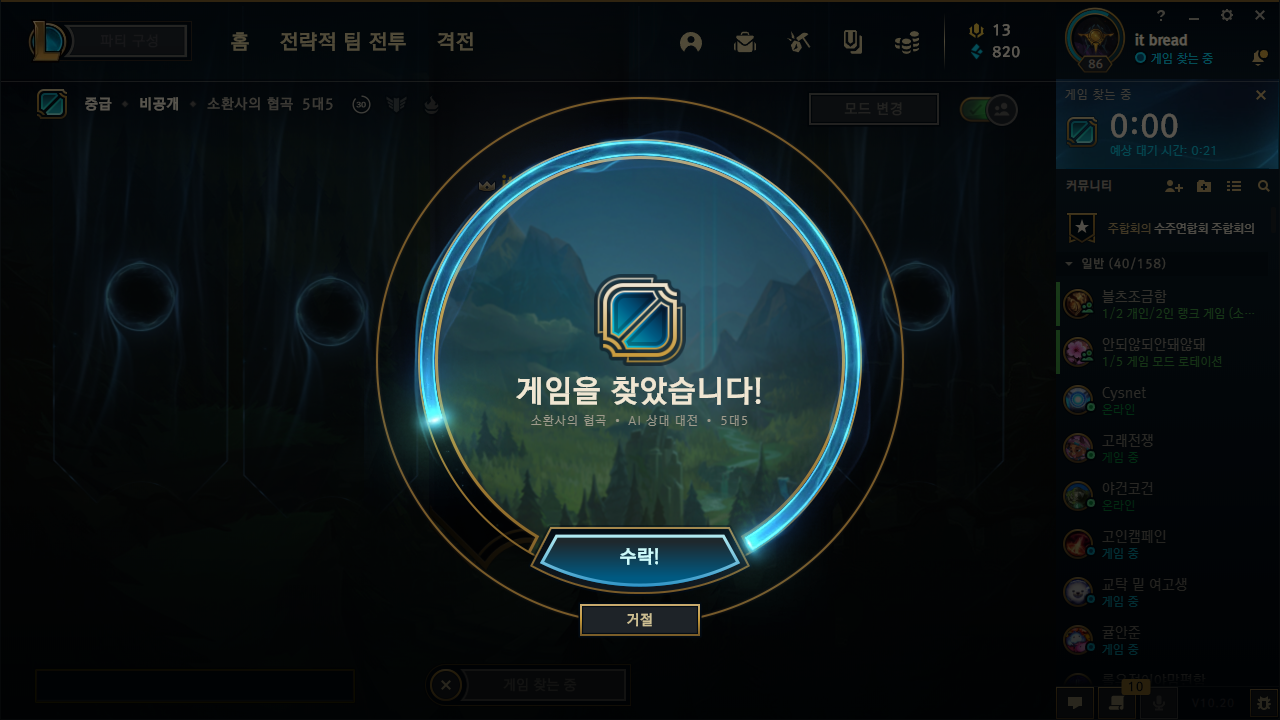 파티 구성
홈
전략적 팀 전투
격전
13
820
86
it bread
게임 찾는 중
중급 • 비공개 • 소환사의 협곡 5대5
30
모드 변경
게임 찾는 중
0:00
예상 대기 시간: 0:21
커뮤니티
주합회의 수주연합회 주합회의
일반 (40/158)
블츠조금함
1/2 개인/2인 랭크 게임 (소…
안되않되안돼않돼
1/5 게임 모드 로테이션
Cysnet
온라인
고래전쟁
게임 중
야건코건
온라인
고인캠페인
게임 중
교탁 밑 여고생
게임 중
귤인준
게임 중
게임을 찾았습니다!
소환사의 협곡 • AI 상대 대전 • 5대5
수락!
거절
게임 찾는 중
10
V10.20